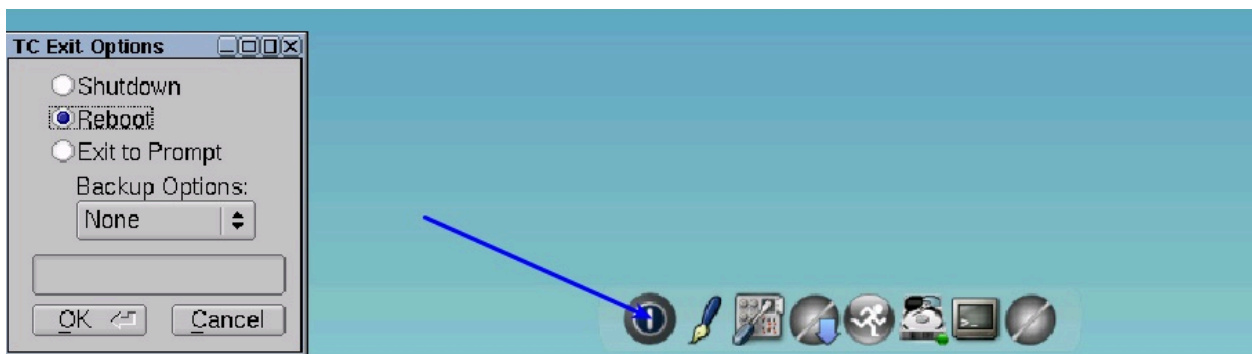 TC Exit Options
Shutdown
Reboot
Exit to Prompt
Backup Options:
None
OK
Cancel